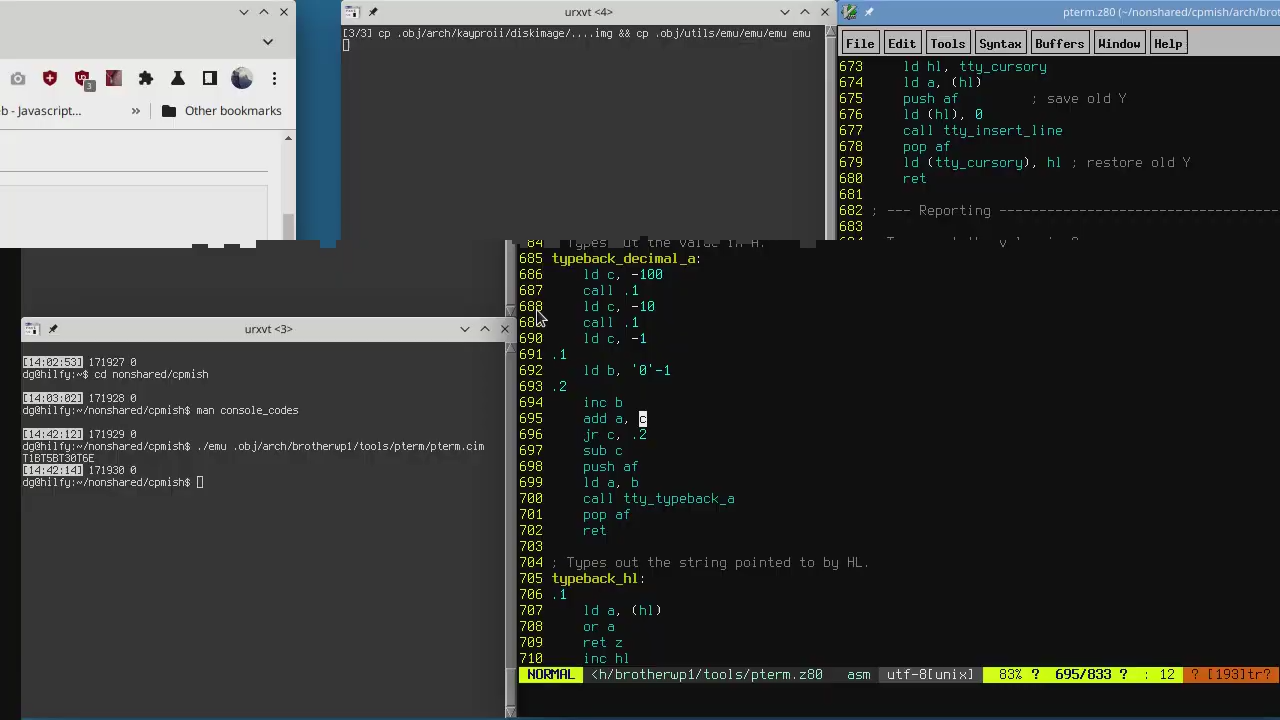 urxvt <4>
pterm.z80 (~/nonshared/cpmish/arch/brot
[3/3] cp .obj/arch/kayproii/diskimage/....img && cp .obj/utils/emu/emu/emu emu
File Edit Tools Syntax Buffers Window Help
3
eb - Javascript...
» Other bookmarks
673 ld hl, tty_cursory
674 ld a, (hl)
675 push af ; save old Y
676 ld (hl), 0
677 call tty_insert_line
678 pop af
679 ld (tty_cursory), hl ; restore old Y
680 ret
681
682 ; --- Reporting
683
685 typeback_decimal_a:
686 ld c, -100
687 call .1
688 ld c, -10
689 call .1
690 ld c, -1
691 .1
692 ld b, '0'-1
693 .2
694 inc b
695 add a, c
696 jr c, .2
697 sub c
698 push af
699 ld a, b
700 call tty_typeback_a
701 pop af
702 ret
703
704 ; Types out the string pointed to by HL.
705 typeback_hl:
706 .1
707 ld a, (hl)
708 or a
709 ret z
710 inc hl
NORMAL <h/brotherwp1/tools/pterm.z80 asm utf-8[unix] 83% ? 695/833 ? : 12 ? [193]tr?
urxvt <3>
[14:02:53] 171927 0
dg@hilfy:~$ cd nonshared/cpmish
[14:03:02] 171928 0
dg@hilfy:~/nonshared/cpmish$ man console_codes
[14:42:12] 171929 0
dg@hilfy:~/nonshared/cpmish$ ./emu .obj/arch/brotherwp1/tools/pterm/pterm.cim
T1BT5BT30T6E
[14:42:14] 171930 0
dg@hilfy:~/nonshared/cpmish$